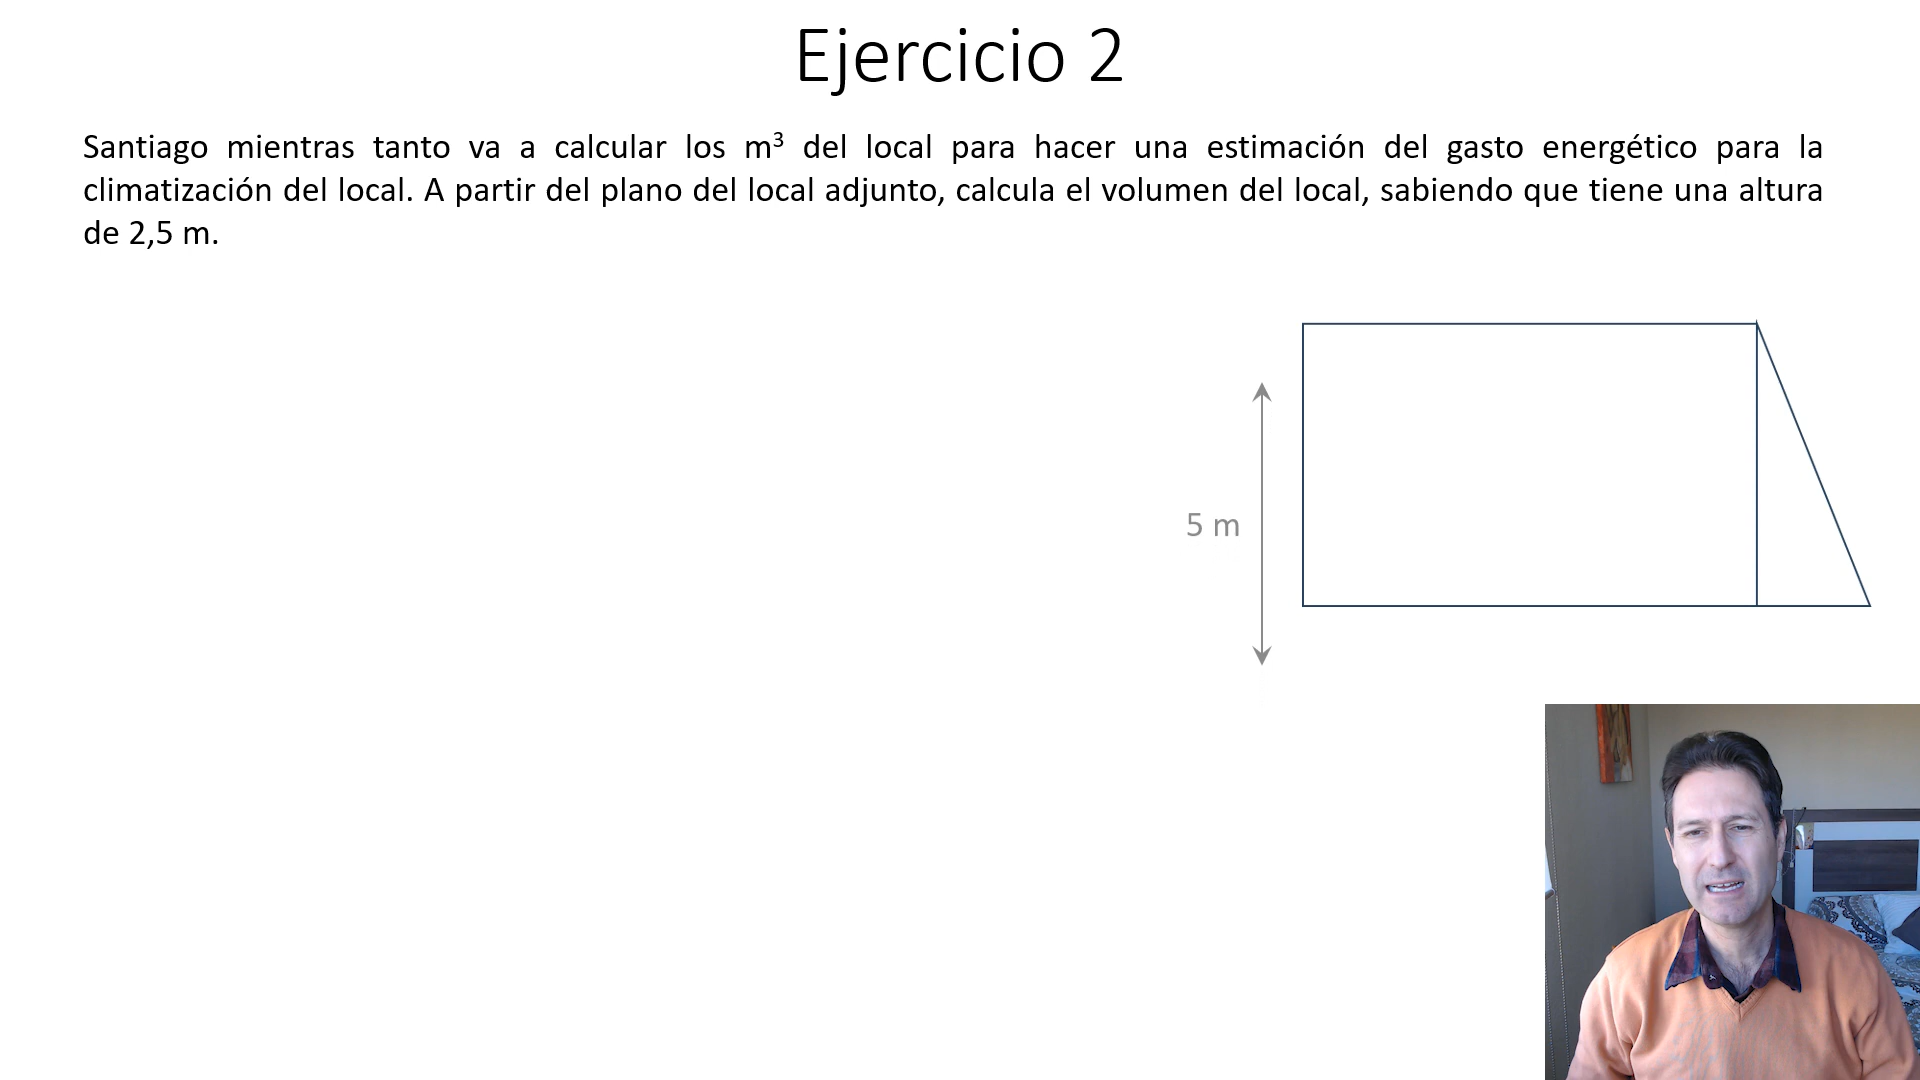 Ejercicio 2
Santiago mientras tanto va a calcular los m³ del local para hacer una estimación del gasto energético para la
climatización del local. A partir del plano del local adjunto, calcula el volumen del local, sabiendo que tiene una altura
de 2,5 m.
5 m